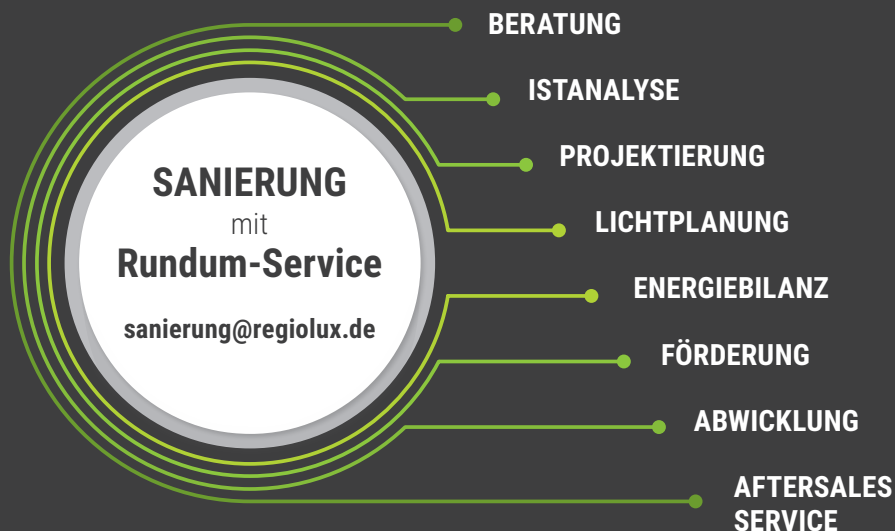 BERATUNG
ISTANALYSE
PROJEKTIERUNG
LICHTPLANUNG
ENERGIEBILANZ
FÖRDERUNG
ABWICKLUNG
AFTERSALES
SERVICE
SANIERUNG
mit
Rundum-Service
sanierung@regiolux.de